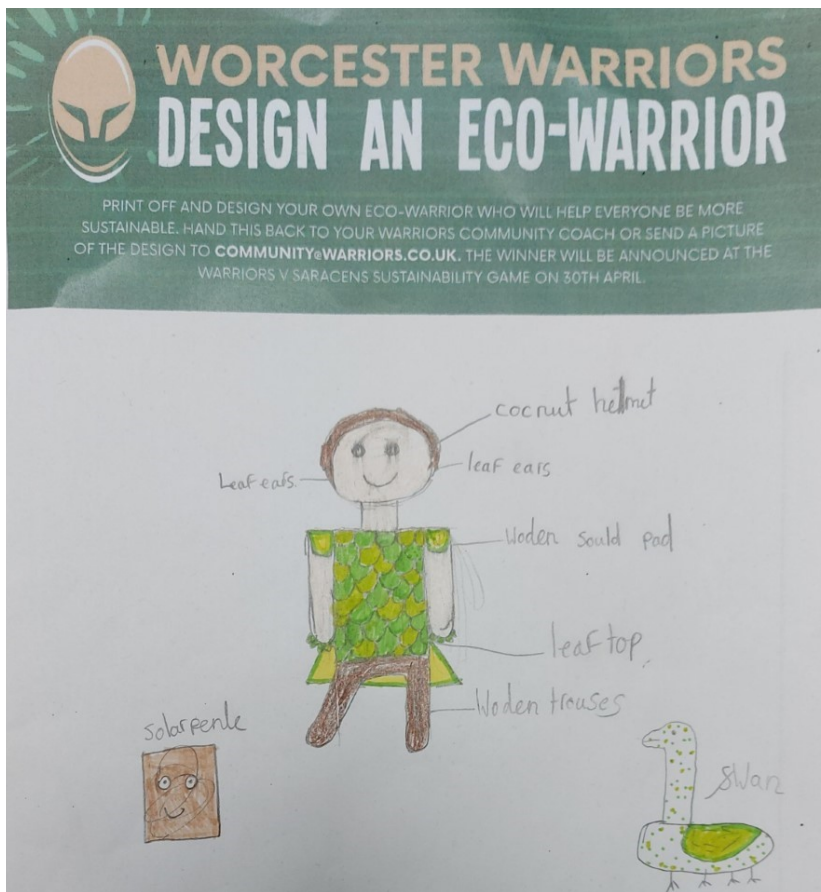 WORCESTER WARRIORS
DESIGN AN ECO-WARRIOR
PRINT OFF AND DESIGN YOUR OWN ECO-WARRIOR WHO WILL HELP EVERYONE BE MORE
SUSTAINABLE. HAND THIS BACK TO YOUR WARRIORS COMMUNITY COACH OR SEND A PICTURE
OF THE DESIGN TO COMMUNITY@WARRIORS.CO.UK. THE WINNER WILL BE ANNOUNCED AT THE
WARRIORS V SARACENS SUSTAINABILITY GAME ON 30TH APRIL.
cocnut helmet
Leaf ears
leaf ears
Woden sould pad
leaf top
Woden trouses
solarpenle
swan